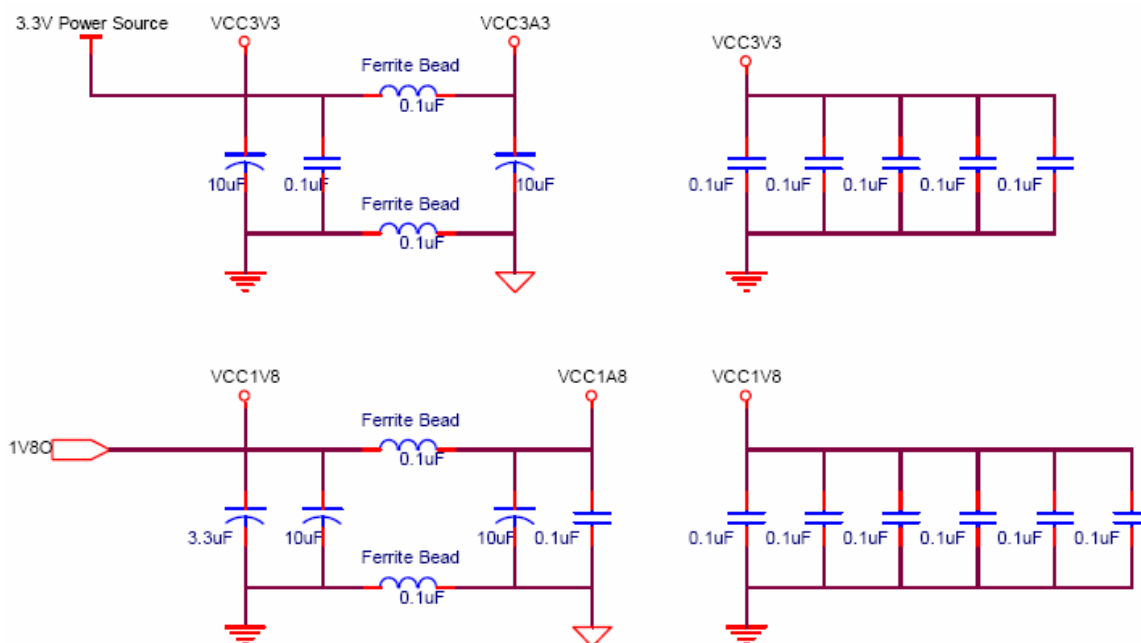 3.3V Power Source
VCC3V3
VCC3A3
VCC3V3
Ferrite Bead
0.1uF
10uF
0.1uF
10uF
Ferrite Bead
0.1uF
0.1uF
0.1uF
0.1uF
0.1uF
0.1uF
VCC1V8
VCC1A8
VCC1V8
Ferrite Bead
1V8O
0.1uF
3.3uF
10uF
10uF
0.1uF
Ferrite Bead
0.1uF
0.1uF
0.1uF
0.1uF
0.1uF
0.1uF
0.1uF